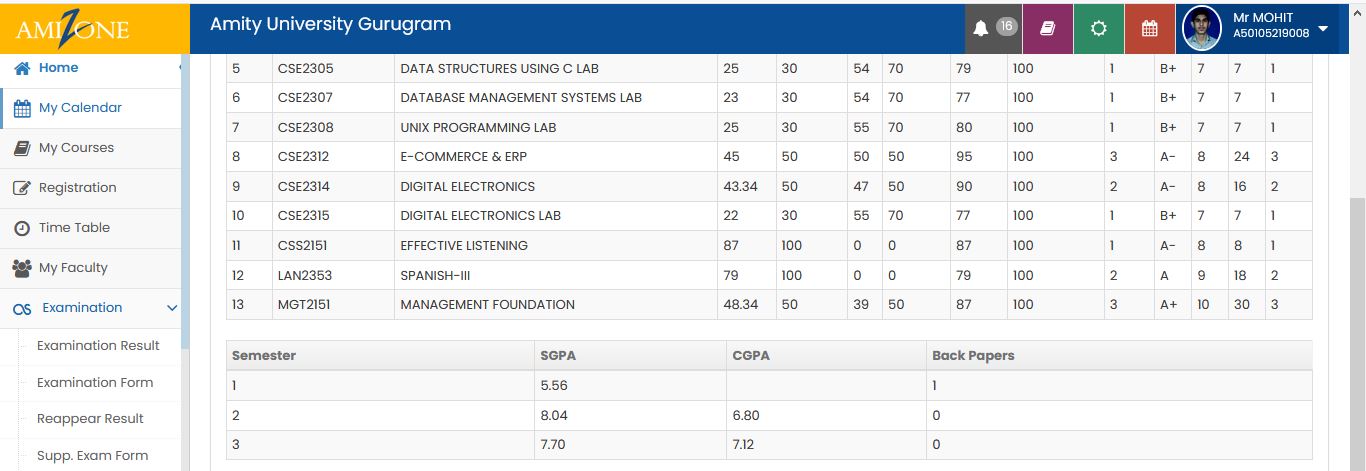 AMIZONE
Amity University Gurugram
16
Mr MOHIT
A50105219008
Home
My Calendar
My Courses
Registration
Time Table
My Faculty
Examination
Examination Result
Examination Form
Reappear Result
Supp. Exam Form
5 CSE2305 DATA STRUCTURES USING C LAB 25 30 54 70 79 100 1 B+ 7 7 1
6 CSE2307 DATABASE MANAGEMENT SYSTEMS LAB 23 30 54 70 77 100 1 B+ 7 7 1
7 CSE2308 UNIX PROGRAMMING LAB 25 30 55 70 80 100 1 B+ 7 7 1
8 CSE2312 E-COMMERCE & ERP 45 50 50 50 95 100 3 A- 8 24 3
9 CSE2314 DIGITAL ELECTRONICS 43.34 50 47 50 90 100 2 A- 8 16 2
10 CSE2315 DIGITAL ELECTRONICS LAB 22 30 55 70 77 100 1 B+ 7 7 1
11 CSS2151 EFFECTIVE LISTENING 87 100 0 0 87 100 1 A- 8 8 1
12 LAN2353 SPANISH-III 79 100 0 0 79 100 2 A 9 18 2
13 MGT2151 MANAGEMENT FOUNDATION 48.34 50 39 50 87 100 3 A+ 10 30 3
Semester SGPA CGPA Back Papers
1 5.56 1
2 8.04 6.80 0
3 7.70 7.12 0